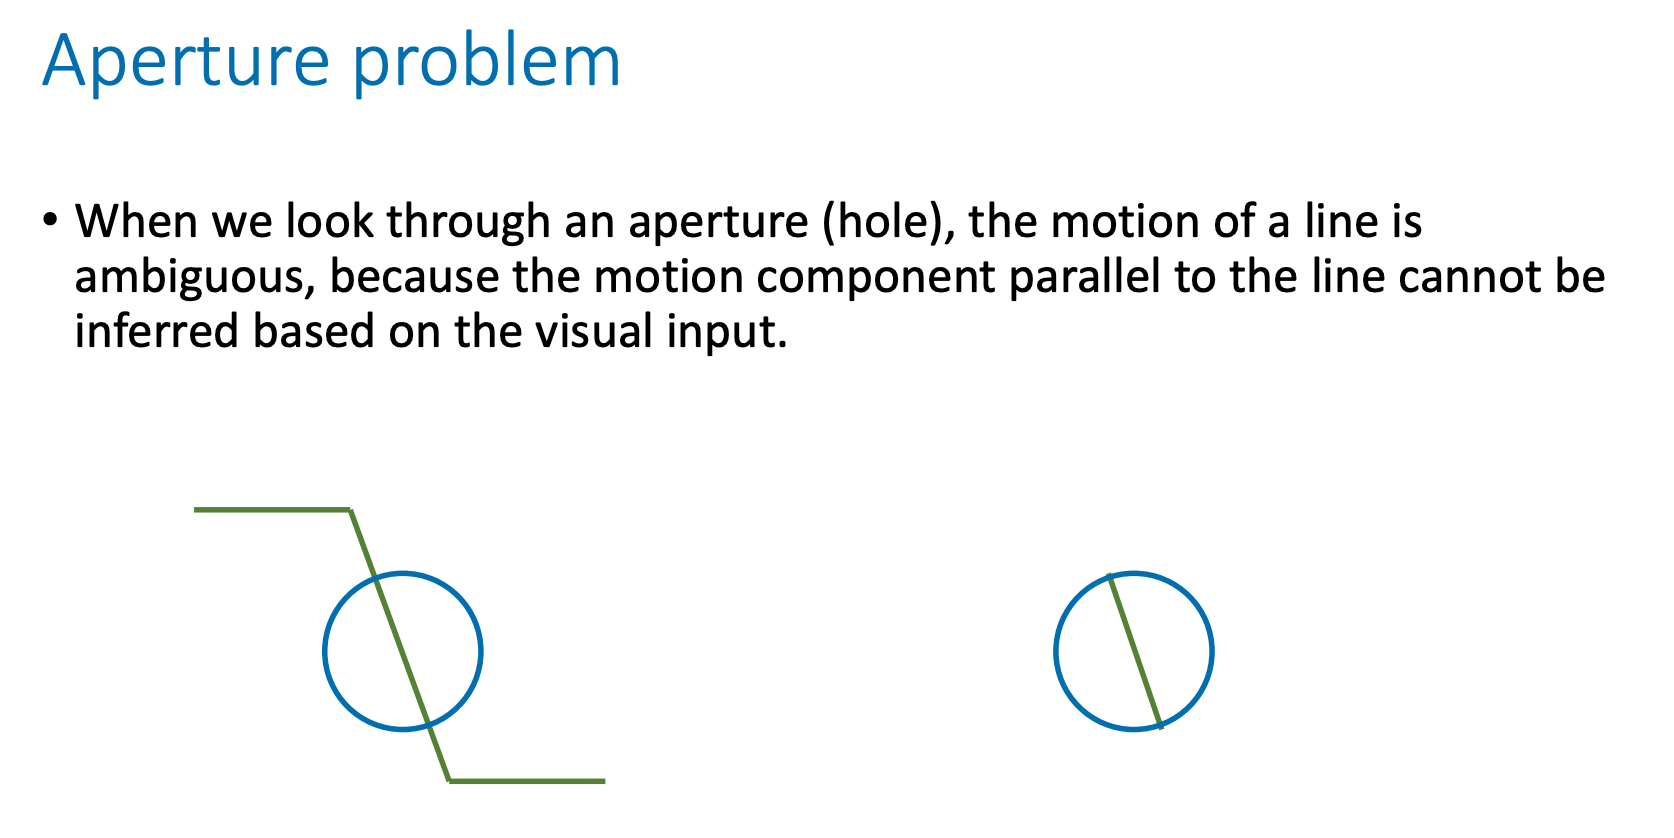 Aperture problem
• When we look through an aperture (hole), the motion of a line is
ambiguous, because the motion component parallel to the line cannot be
inferred based on the visual input.